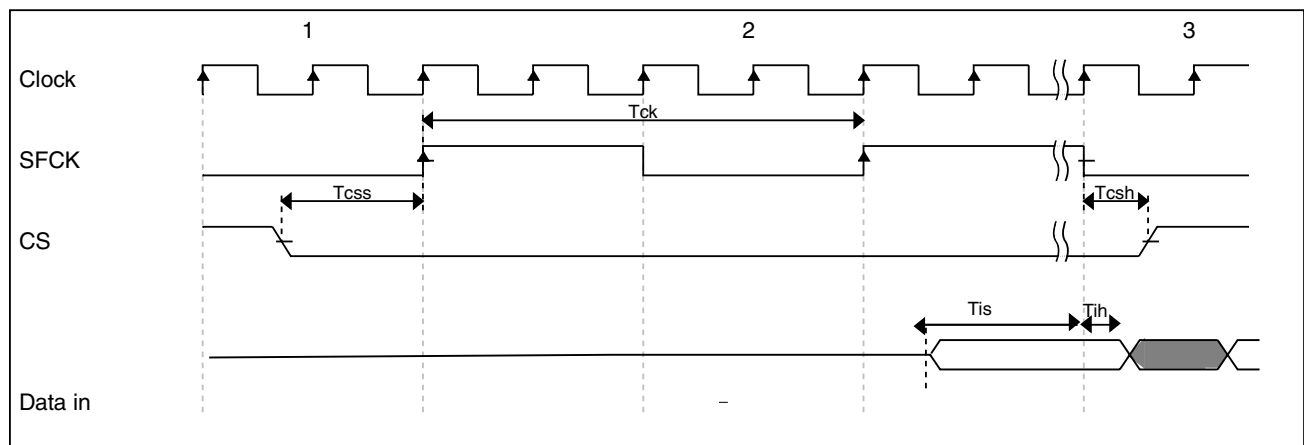 1 2 3
Clock
Tck
SFCK
Tcss Tcsh
CS
Tis Tih
Data in